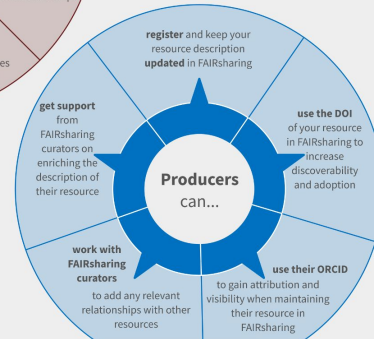 es
register and keep your
resource description
updated in FAIRsharing
get support
from
FAIRsharing
curators on
enriching the
description of
their resource
use the DOI
of your resource
in FAIRsharing to
increase
discoverability
and adoption
Producers
can...
work with
FAIRsharing
curators
to add any relevant
relationships with other
resources
use their ORCID
to gain attribution and
visibility when maintaining
their resource in
FAIRsharing